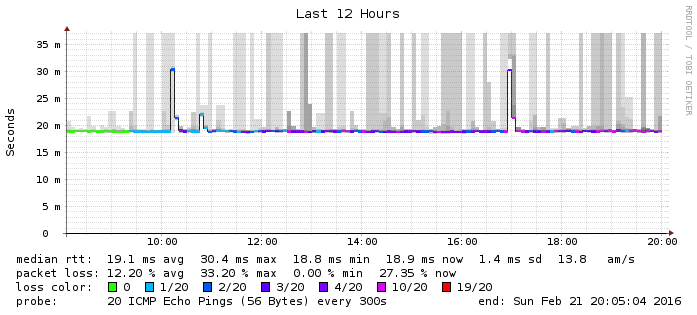 Last 12 Hours
RRDTOOL / TOBI OETIKER
Seconds
35 m
30 m
25 m
20 m
15 m
10 m
5 m
0
10:00 12:00 14:00 16:00 18:00 20:00
median rtt: 19.1 ms avg 30.4 ms max 18.8 ms min 18.9 ms now 1.4 ms sd 13.8 am/s
packet loss: 12.20 % avg 33.20 % max 0.00 % min 27.35 % now
loss color: 0 1/20 2/20 3/20 4/20 10/20 19/20
probe: 20 ICMP Echo Pings (56 Bytes) every 300s end: Sun Feb 21 20:05:04 2016